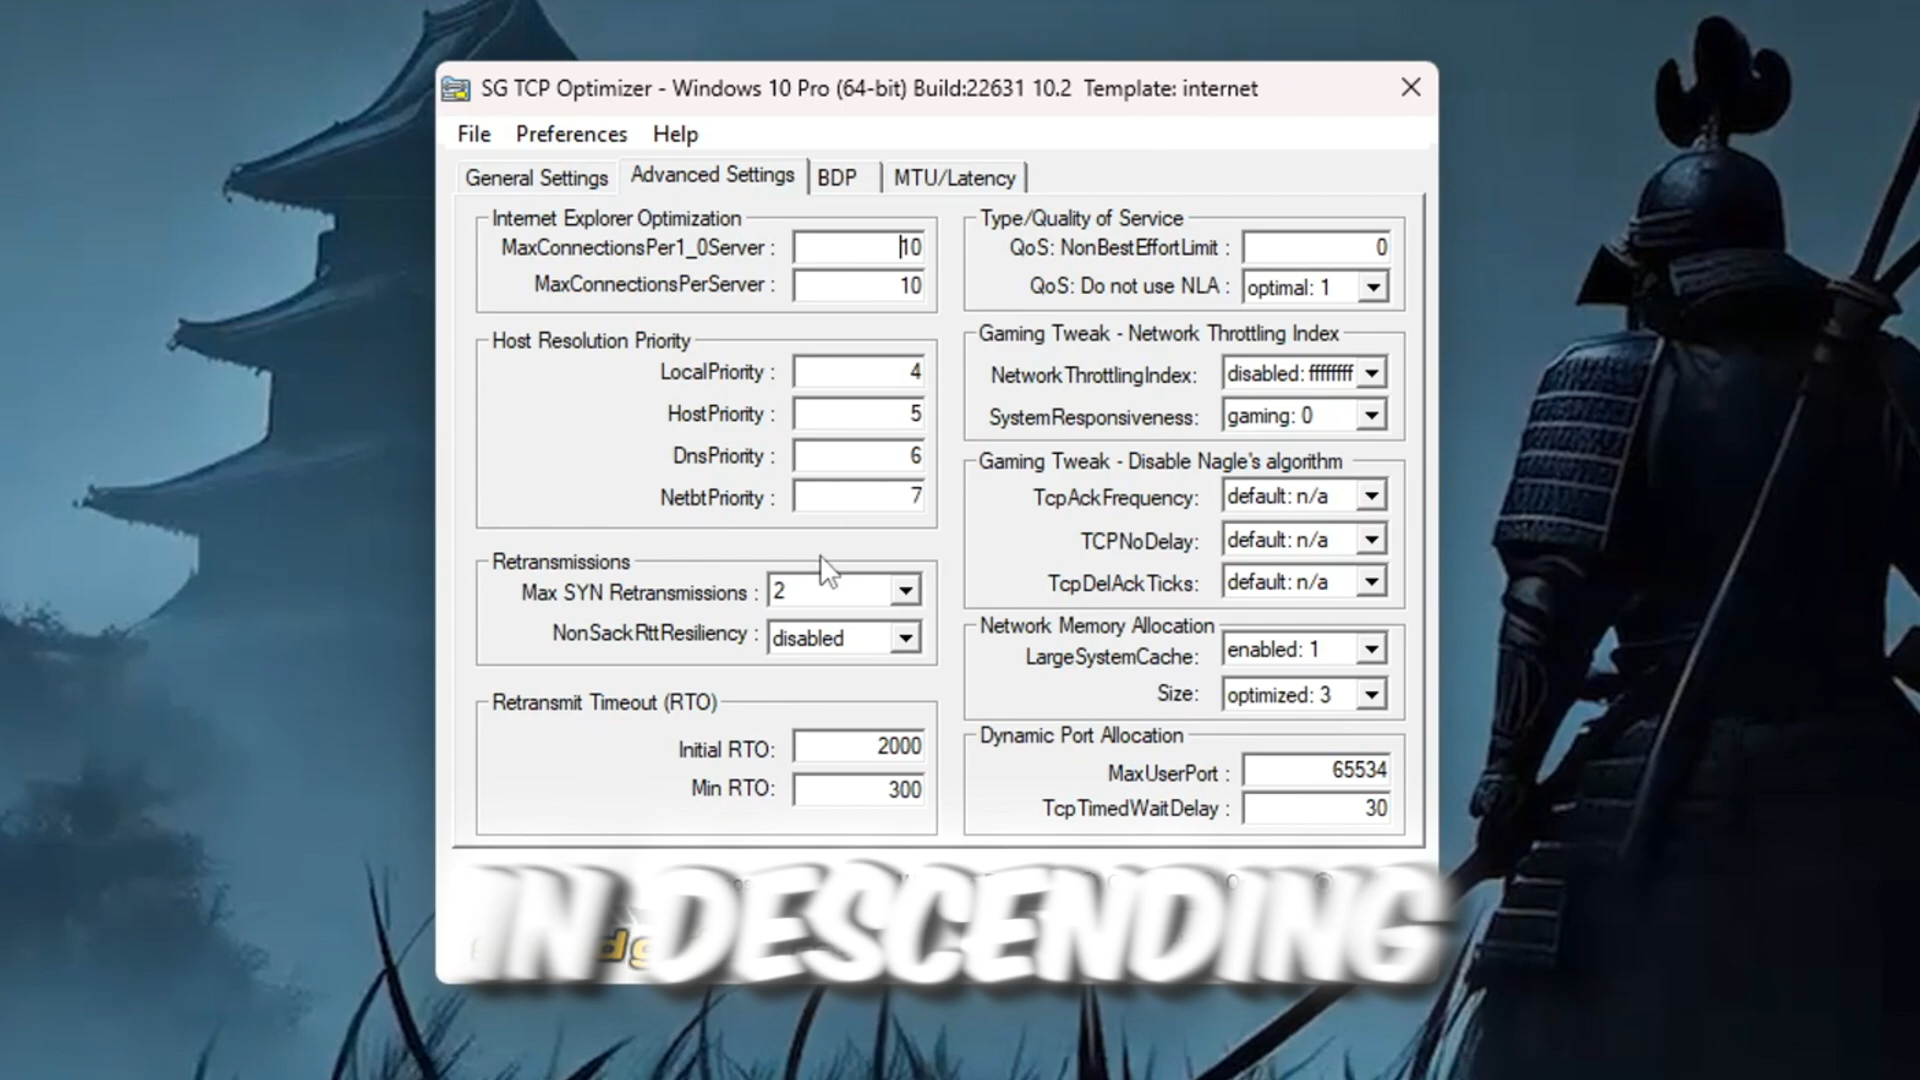 SG TCP Optimizer - Windows 10 Pro (64-bit) Build:22631 10.2 Template: internet
File Preferences Help
General Settings Advanced Settings BDP MTU/Latency
Internet Explorer Optimization
MaxConnectionsPer1_0Server : 10
MaxConnectionsPerServer : 10
Host Resolution Priority
LocalPriority : 4
HostPriority : 5
DnsPriority : 6
NetbtPriority : 7
Retransmissions
Max SYN Retransmissions : 2
NonSackRttResiliency : disabled
Retransmit Timeout (RTO)
Initial RTO: 2000
Min RTO: 300
Type/Quality of Service
QoS: NonBestEffortLimit : 0
QoS: Do not use NLA : optimal: 1
Gaming Tweak - Network Throttling Index
NetworkThrottlingIndex: disabled: ffffffff
SystemResponsiveness: gaming: 0
Gaming Tweak - Disable Nagle's algorithm
TcpAckFrequency: default: n/a
TCPNoDelay: default: n/a
TcpDelAckTicks: default: n/a
Network Memory Allocation
LargeSystemCache: enabled: 1
Size: optimized: 3
Dynamic Port Allocation
MaxUserPort : 65534
TcpTimedWaitDelay : 30
IN DESCENDING